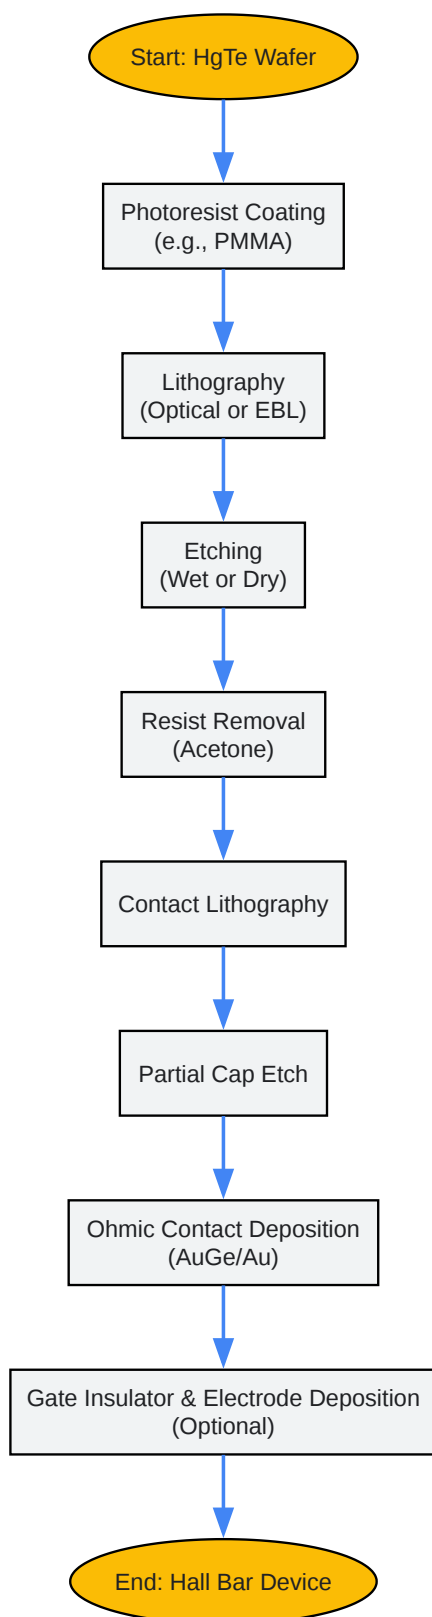 Start: HgTe Wafer
Photoresist Coating
(e.g., PMMA)
Lithography
(Optical or EBL)
Etching
(Wet or Dry)
Resist Removal
(Acetone)
Contact Lithography
Partial Cap Etch
Ohmic Contact Deposition
(AuGe/Au)
Gate Insulator & Electrode Deposition
(Optional)
End: Hall Bar Device